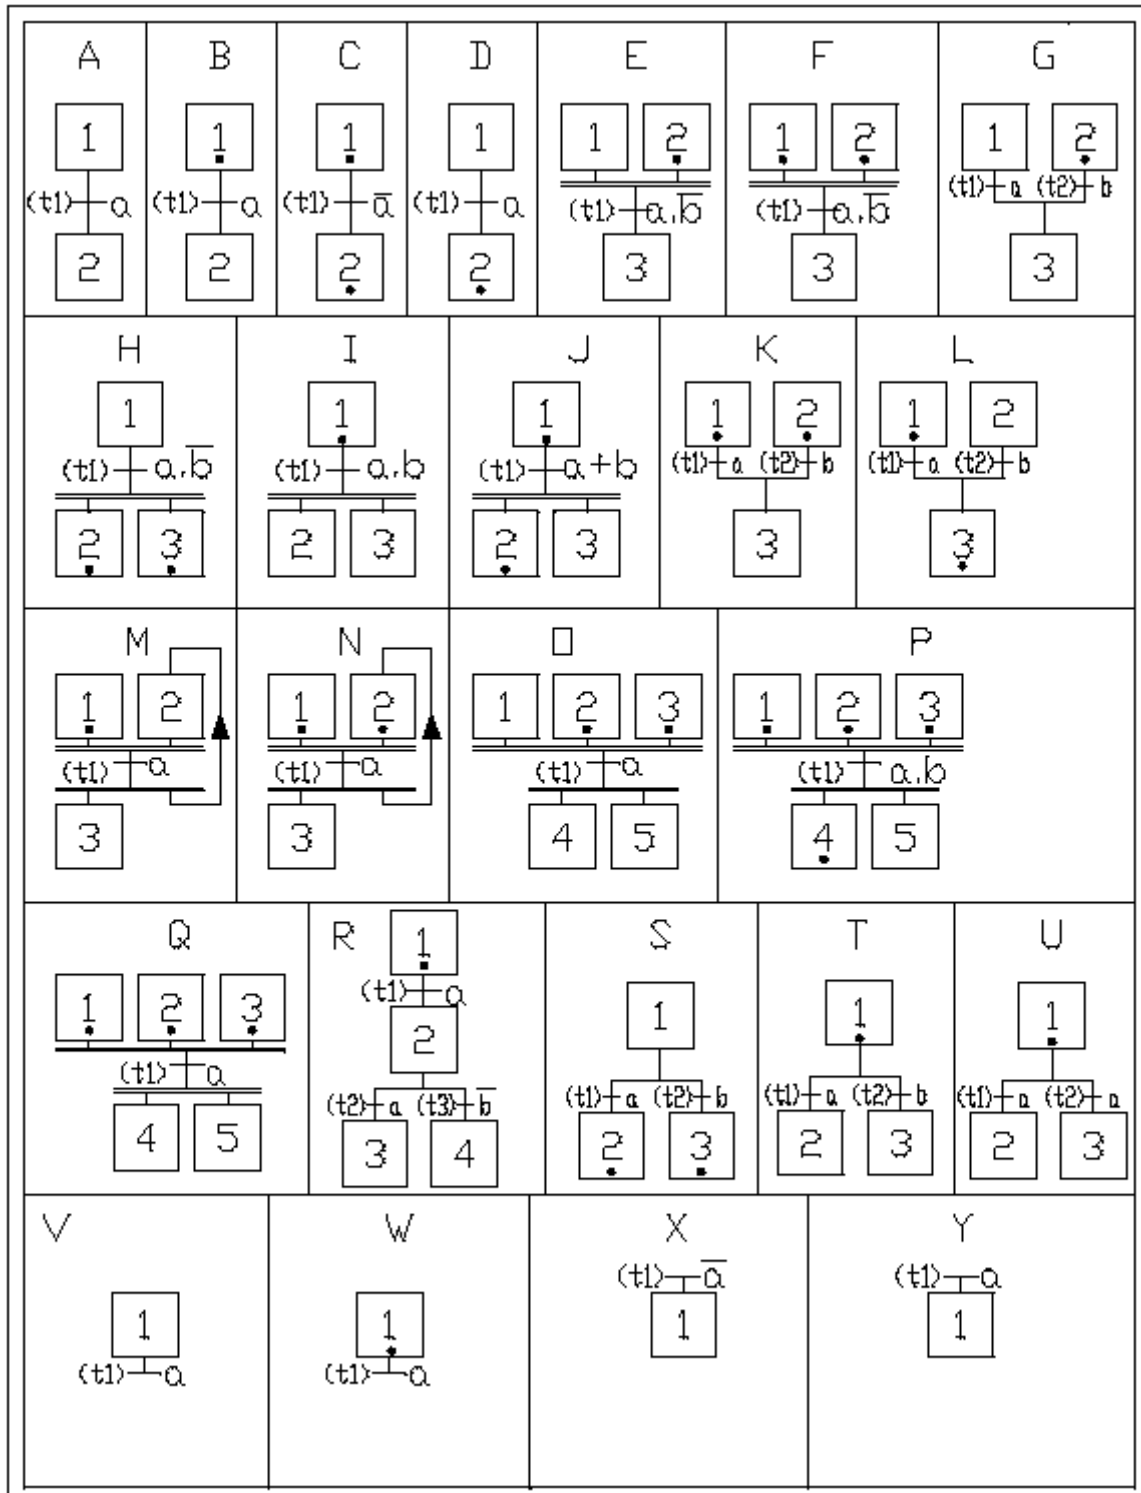 A B C D E F G
1 1 1 1 1 2 1 2 1 2
(t1) a (t1) a (t1) a̅ (t1) a (t1) a.b̅ (t1) a.b̅ (t1) a (t2) b
2 2 2 2 3 3 3
H I J K L
1 1 1 1 2 1 2
(t1) a.b̅ (t1) a.b (t1) a+b (t1) a (t2) b (t1) a (t2) b
2 3 2 3 2 3 3 3
M N O P
1 2 1 2 1 2 3 1 2 3
(t1) a (t1) a (t1) a (t1) a.b
3 3 4 5 4 5
Q R S T U
1 2 3 1 1 1 1
(t1) a (t1) a
2
(t2) a (t3) b̅ (t1) a (t2) b (t1) a (t2) b (t1) a (t2) a
4 5 3 4 2 3 2 3 2 3
V W X Y
(t1) a̅ (t1) a
1 1 1 1
(t1) a (t1) a